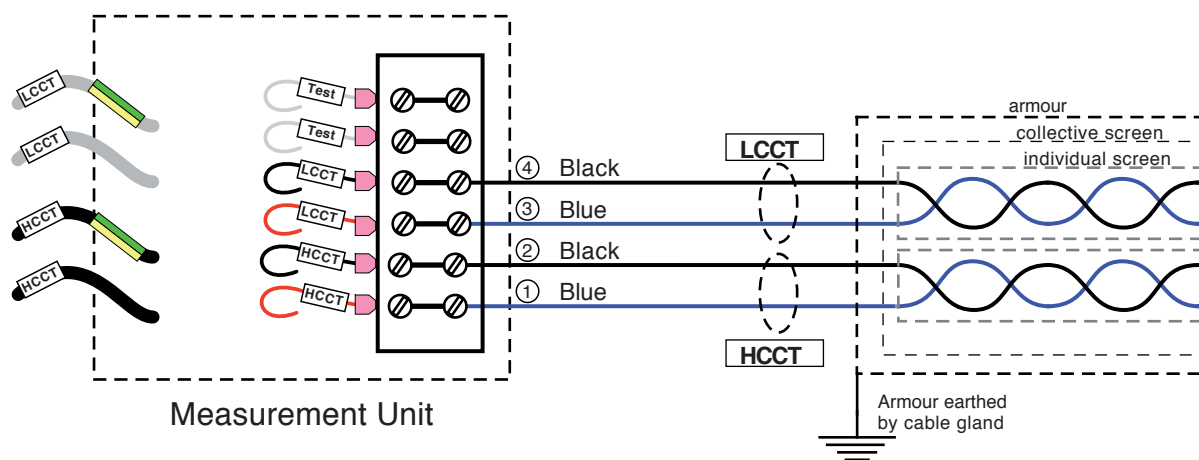 LCCT
LCCT
HCCT
HCCT
Test
Test
LCCT
LCCT
HCCT
HCCT
④ Black
③ Blue
② Black
① Blue
LCCT
HCCT
armour
collective screen
individual screen
Armour earthed
by cable gland
Measurement Unit